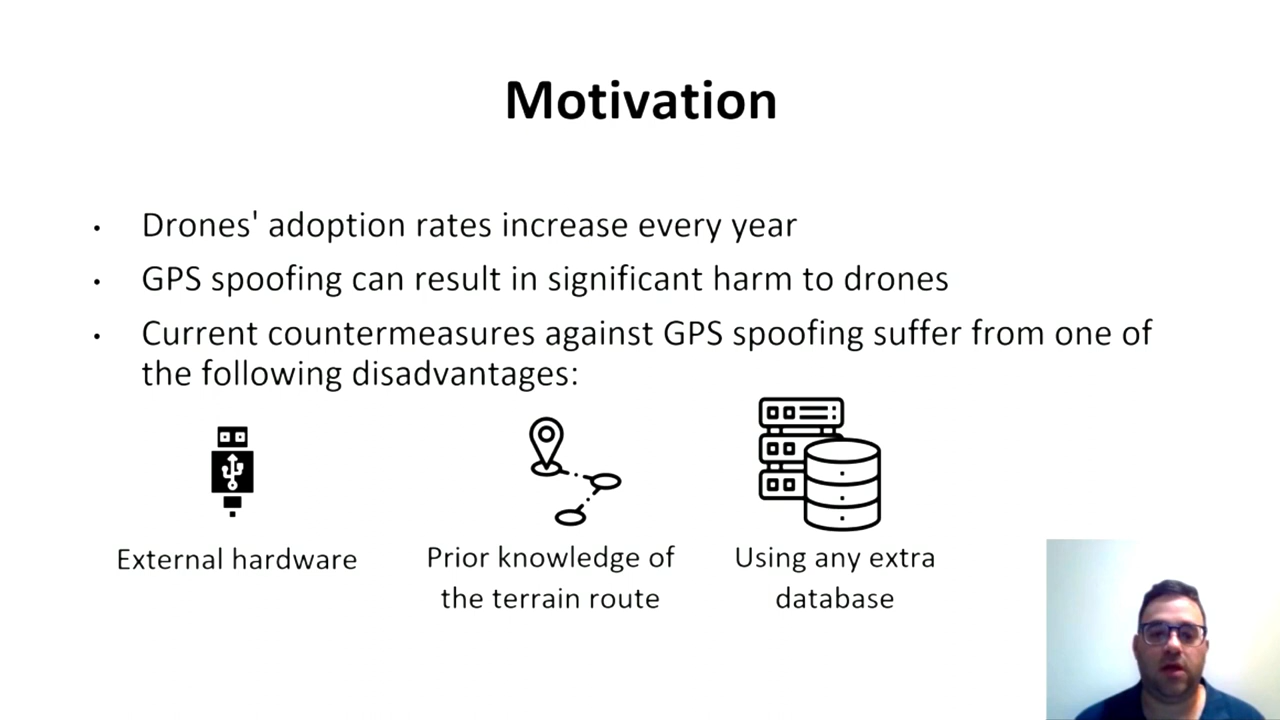 Motivation
• Drones' adoption rates increase every year
• GPS spoofing can result in significant harm to drones
• Current countermeasures against GPS spoofing suffer from one of
the following disadvantages:
External hardware
Prior knowledge of
the terrain route
Using any extra
database